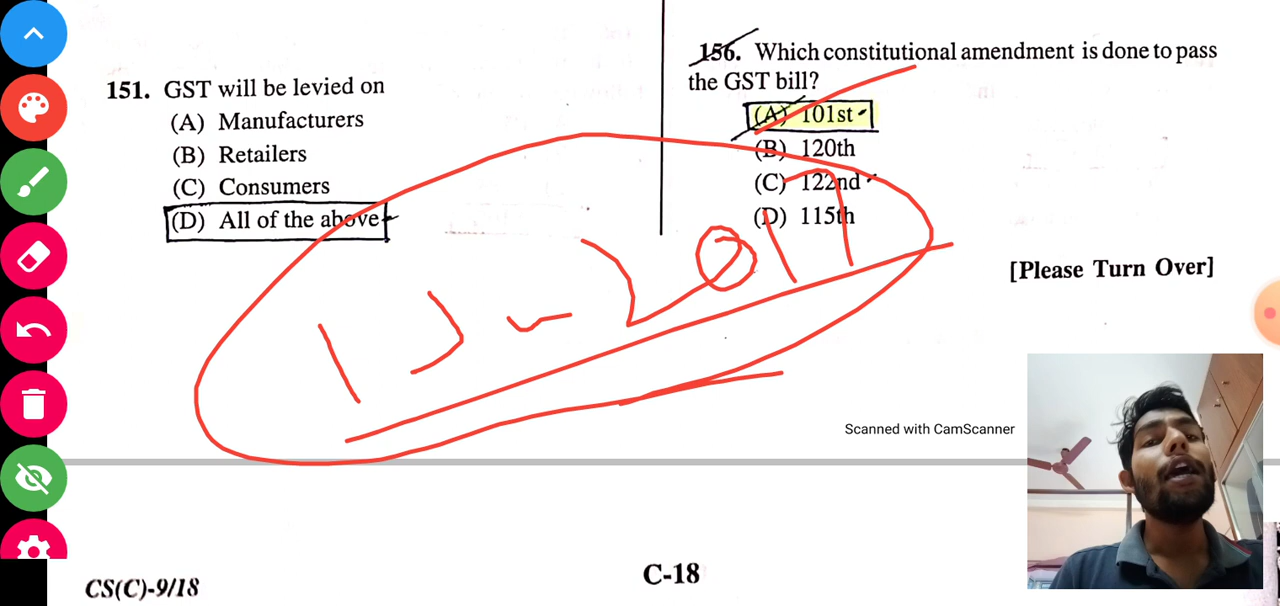 151. GST will be levied on
(A) Manufacturers
(B) Retailers
(C) Consumers
(D) All of the above
156. Which constitutional amendment is done to pass
the GST bill?
(A) 101st
(B) 120th
(C) 122nd
(D) 115th
[Please Turn Over]
2017
Scanned with CamScanner
CS(C)-9/18
C-18